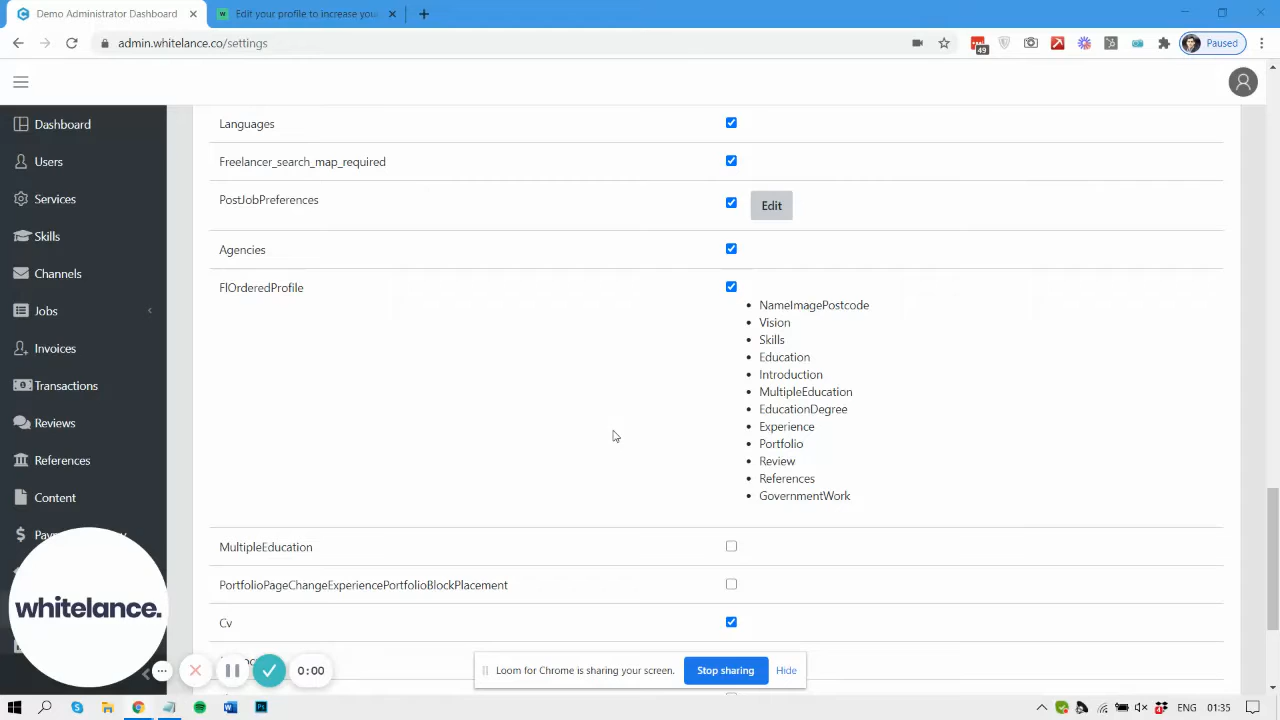 Demo Administrator Dashboard
Edit your profile to increase your
admin.whitelance.co/settings
49
Paused
Dashboard
Users
Services
Skills
Channels
Jobs
Invoices
Transactions
Reviews
References
Content
Languages
Freelancer_search_map_required
PostJobPreferences
Edit
Agencies
FlOrderedProfile
NameImagePostcode
Vision
Skills
Education
Introduction
MultipleEducation
EducationDegree
Experience
Portfolio
Review
References
GovernmentWork
MultipleEducation
PortfolioPageChangeExperiencePortfolioBlockPlacement
Cv
whitelance.
0:00
Loom for Chrome is sharing your screen.
Stop sharing
Hide
ENG
01:35